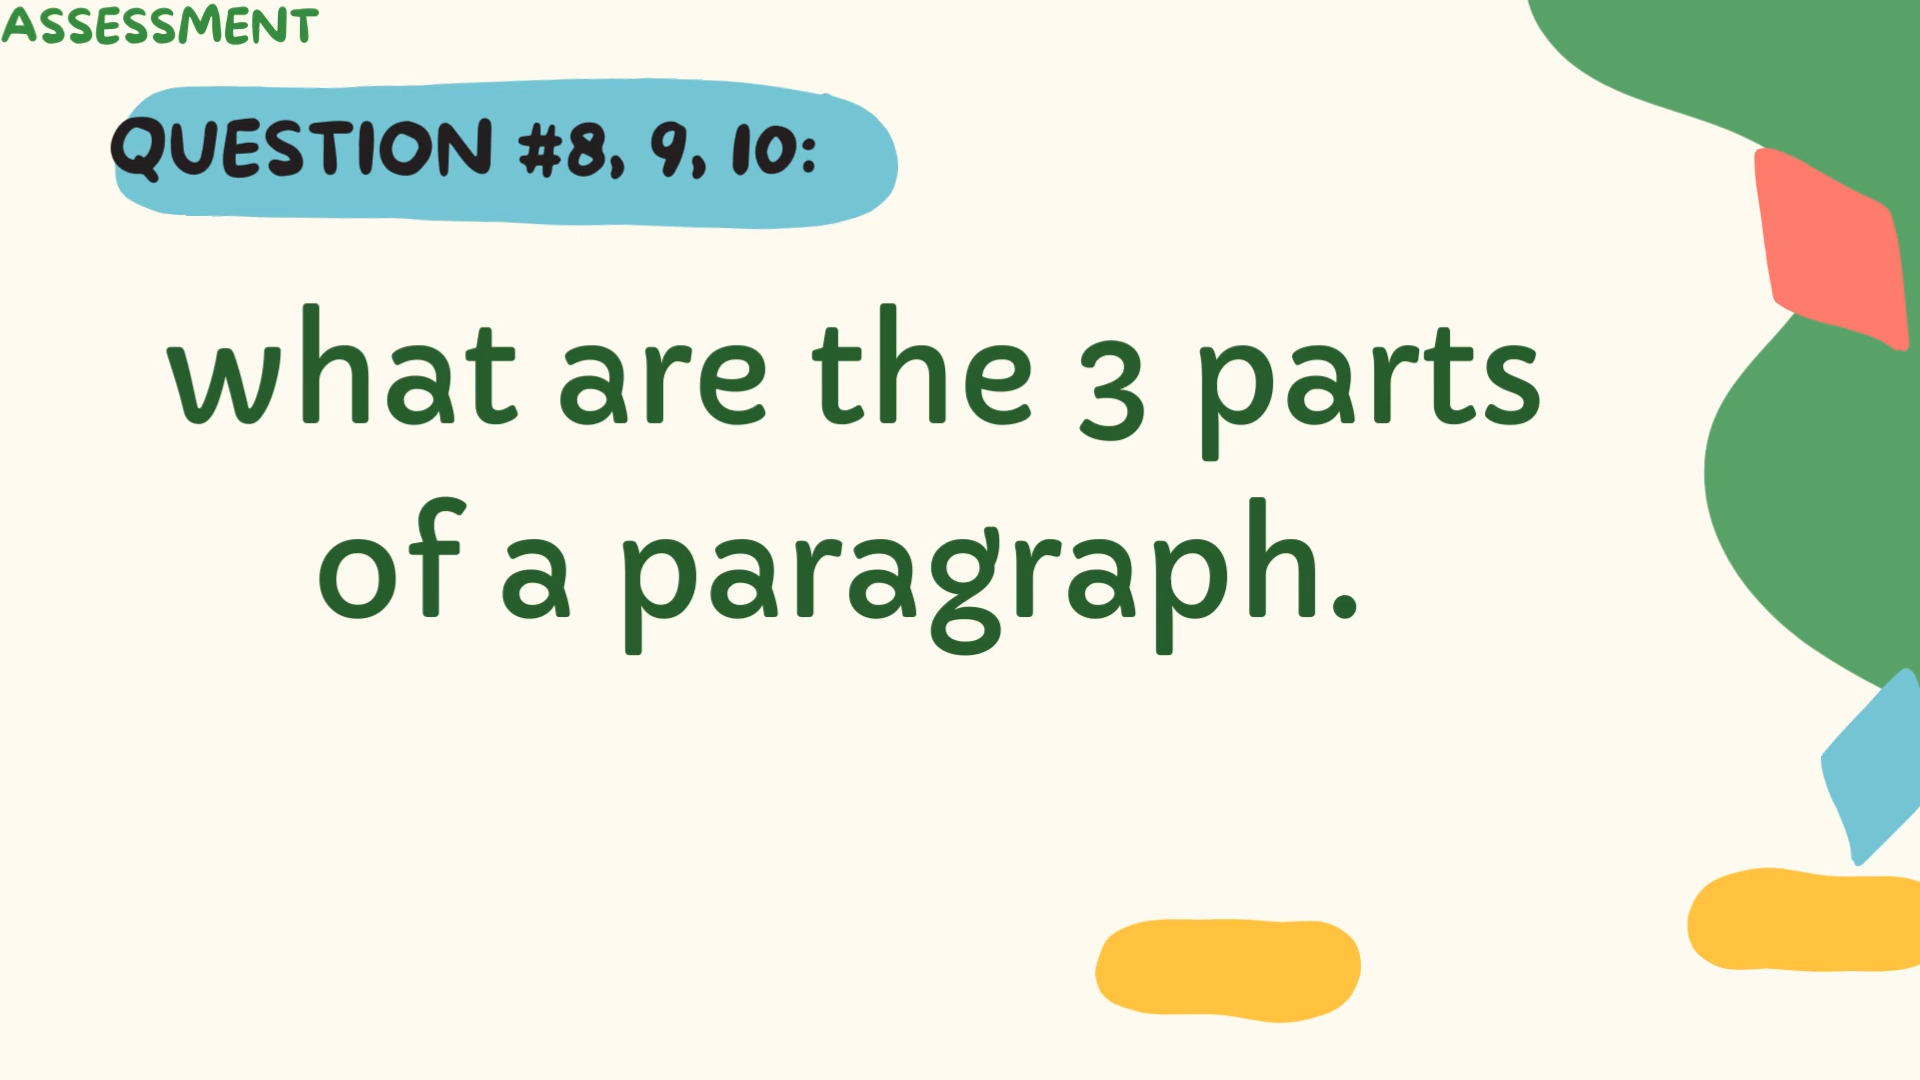 ASSESSMENT
QUESTION #8, 9, 10:
what are the 3 parts
of a paragraph.